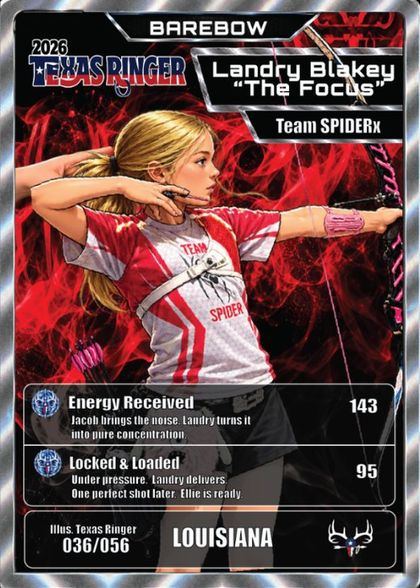 BAREBOW
2026
TEXAS RINGER
Landry Blakey
“The Focus”
Team SPIDERx
TEAM
SPIDER
Energy Received
143
Jacob brings the noise. Landry turns it
into pure concentration.
Locked & Loaded
95
Under pressure. Landry delivers.
One perfect shot later. Ellie is ready.
Illus. Texas Ringer
036/056
LOUISIANA